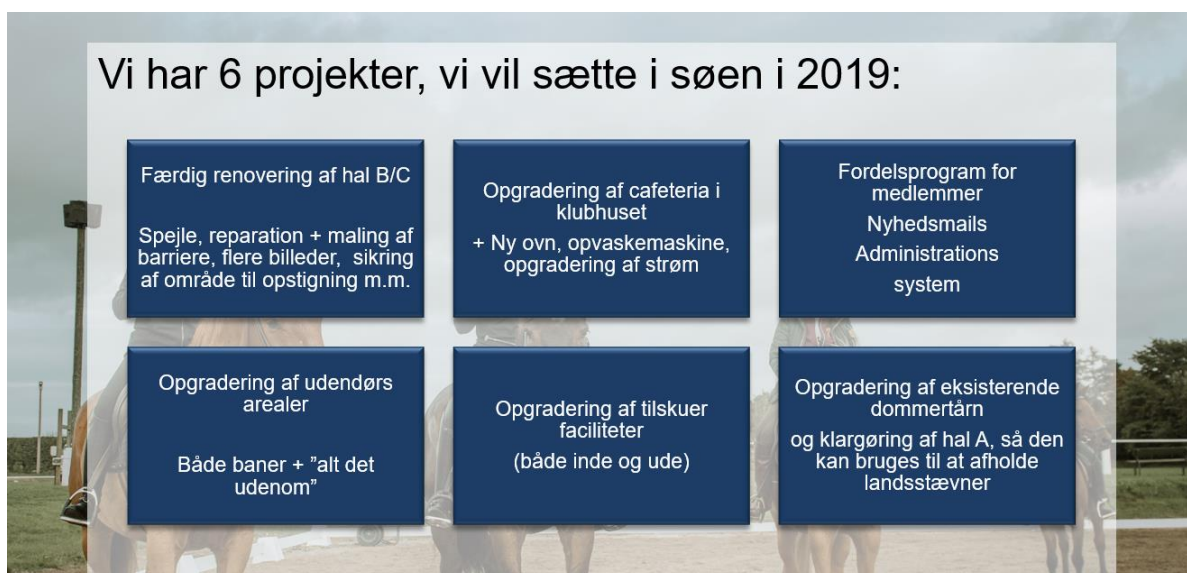 Vi har 6 projekter, vi vil sætte i søen i 2019:
Færdig renovering af hal B/C
Spejle, reparation + maling af
barriere, flere billeder, sikring
af område til opstigning m.m.
Opgradering af cafeteria i
klubhuset
+ Ny ovn, opvaskemaskine,
opgradering af strøm
Fordelsprogram for
medlemmer
Nyhedsmails
Administrations
system
Opgradering af udendørs
arealer
Både baner + ”alt det
udenom”
Opgradering af tilskuer
faciliteter
(både inde og ude)
Opgradering af eksisterende
dommertårn
og klargøring af hal A, så den
kan bruges til at afholde
landsstævner